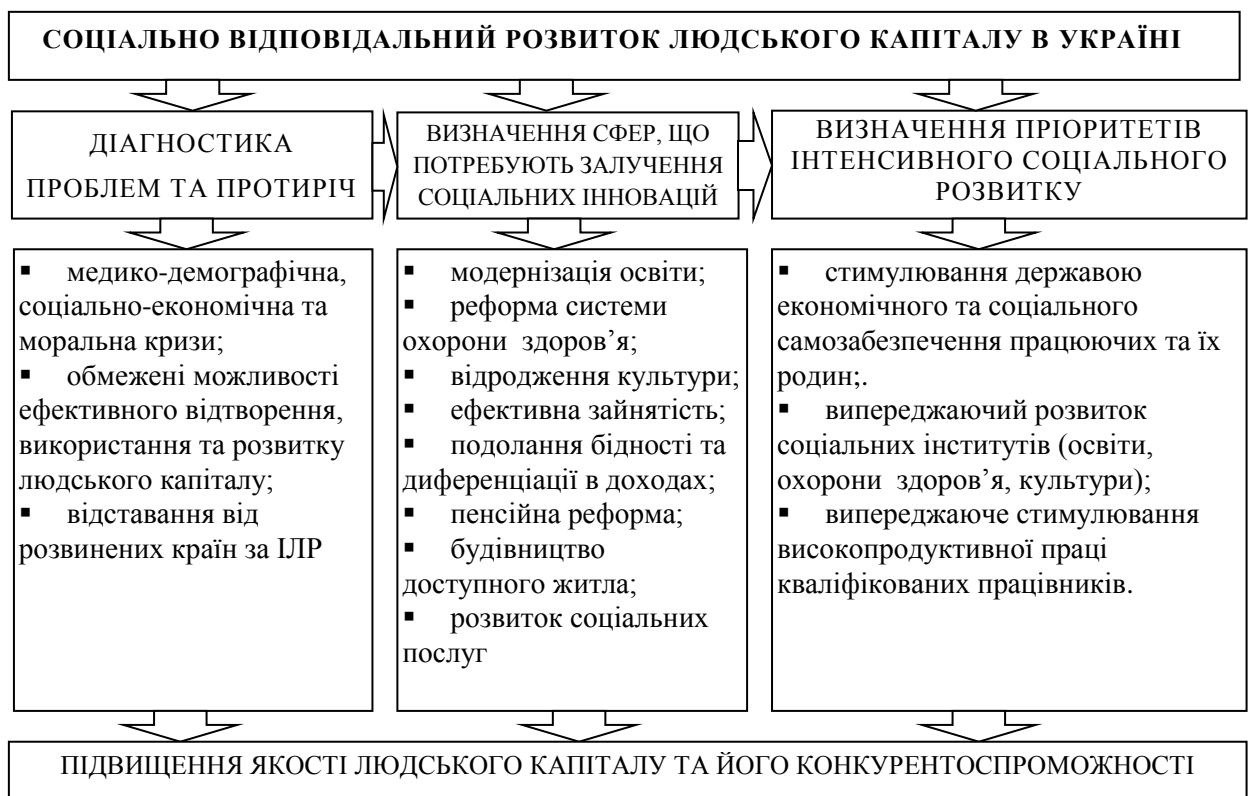 СОЦІАЛЬНО ВІДПОВІДАЛЬНИЙ РОЗВИТОК ЛЮДСЬКОГО КАПІТАЛУ В УКРАЇНІ
ДІАГНОСТИКА
ПРОБЛЕМ ТА ПРОТИРІЧ
ВИЗНАЧЕННЯ СФЕР, ЩО
ПОТРЕБУЮТЬ ЗАЛУЧЕННЯ
СОЦІАЛЬНИХ ІННОВАЦІЙ
ВИЗНАЧЕННЯ ПРІОРИТЕТІВ
ІНТЕНСИВНОГО СОЦІАЛЬНОГО
РОЗВИТКУ
▪ медико-демографічна,
соціально-економічна та
моральна кризи;
▪ обмежені можливості
ефективного відтворення,
використання та розвитку
людського капіталу;
▪ відставання від
розвинених країн за ІЛР
▪ модернізація освіти;
▪ реформа системи
охорони здоров’я;
▪ відродження культури;
▪ ефективна зайнятість;
▪ подолання бідності та
диференціації в доходах;
▪ пенсійна реформа;
▪ будівництво
доступного житла;
▪ розвиток соціальних
послуг
▪ стимулювання державою
економічного та соціального
самозабезпечення працюючих та їх
родин;.
▪ випереджаючий розвиток
соціальних інститутів (освіти,
охорони здоров’я, культури);
▪ випереджаюче стимулювання
високопродуктивної праці
кваліфікованих працівників.
ПІДВИЩЕННЯ ЯКОСТІ ЛЮДСЬКОГО КАПІТАЛУ ТА ЙОГО КОНКУРЕНТОСПРОМОЖНОСТІ